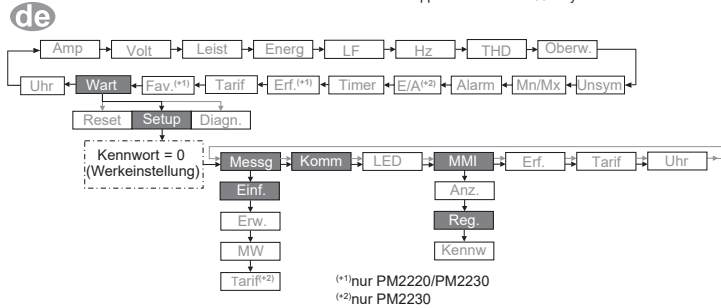 de
Amp Volt Leist Energ LF Hz THD Oberw.
Uhr Wart Fav.(+1) Tarif Erf.(+1) Timer E/A(+2) Alarm Mn/Mx Unsym
Reset Setup Diagn.
Kennwort = 0
(Werkeinstellung)
Messg Komm LED MMI Erf. Tarif Uhr
Einf. Anz.
Erw. Reg.
MW Kennw
Tarif(+2)
(+1)nur PM2220/PM2230
(+2)nur PM2230